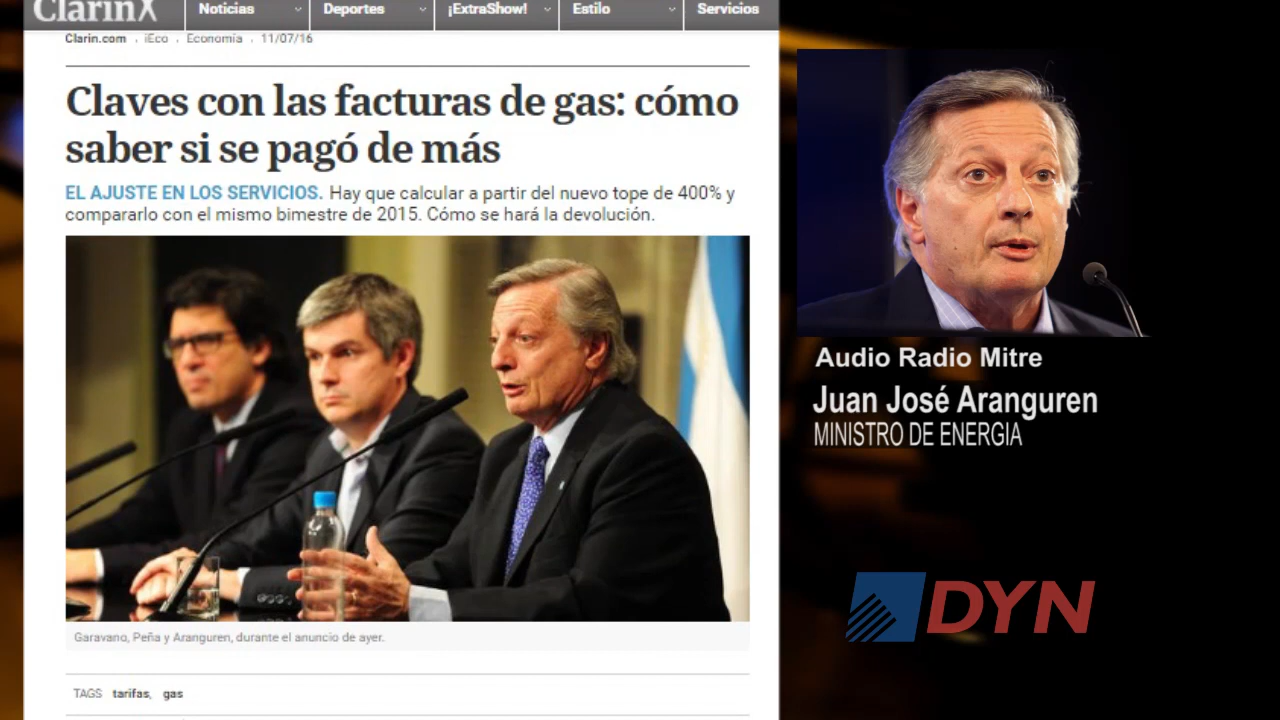 ClarínX
Noticias
Deportes
¡ExtraShow!
Estilo
Servicios
Clarin.com . iEco . Economía . 11/07/16
Claves con las facturas de gas: cómo
saber si se pagó de más
EL AJUSTE EN LOS SERVICIOS. Hay que calcular a partir del nuevo tope de 400% y
compararlo con el mismo bimestre de 2015. Cómo se hará la devolución.
Garavano, Peña y Aranguren, durante el anuncio de ayer.
TAGS tarifas, gas
Audio Radio Mitre
Juan José Aranguren
MINISTRO DE ENERGIA
DYN